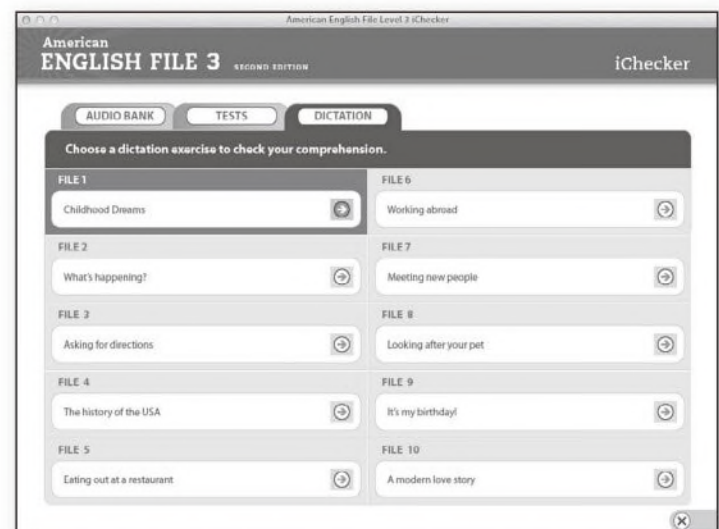 American English File Level 3 iChecker
American
ENGLISH FILE 3 SECOND EDITION
iChecker
AUDIO BANK
TESTS
DICTATION
Choose a dictation exercise to check your comprehension.
FILE 1
Childhood Dreams
FILE 2
What's happening?
FILE 3
Asking for directions
FILE 4
The history of the USA
FILE 5
Eating out at a restaurant
FILE 6
Working abroad
FILE 7
Meeting new people
FILE 8
Looking after your pet
FILE 9
It's my birthday!
FILE 10
A modern love story